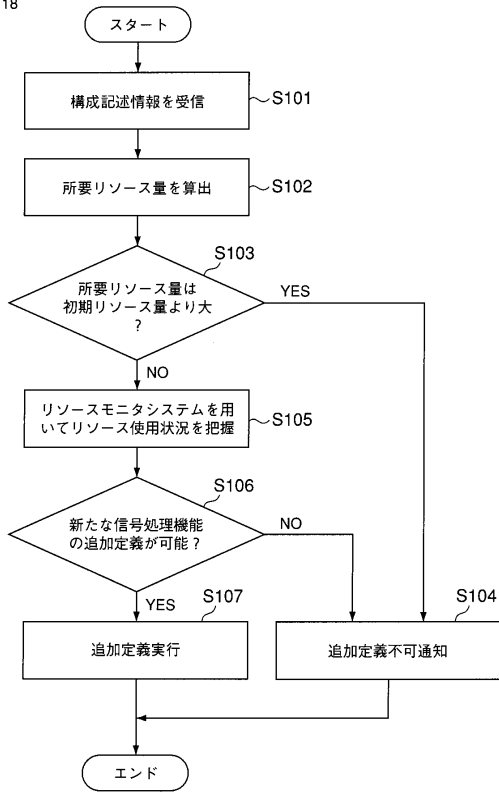 18
スタート
構成記述情報を受信
S101
所要リソース量を算出
S102
S103
所要リソース量は
初期リソース量より大
?
YES
NO
リソースモニタシステムを用
いてリソース使用状況を把握
S105
S106
新たな信号処理機能
の追加定義が可能?
NO
YES
S107
S104
追加定義実行
追加定義不可通知
エンド